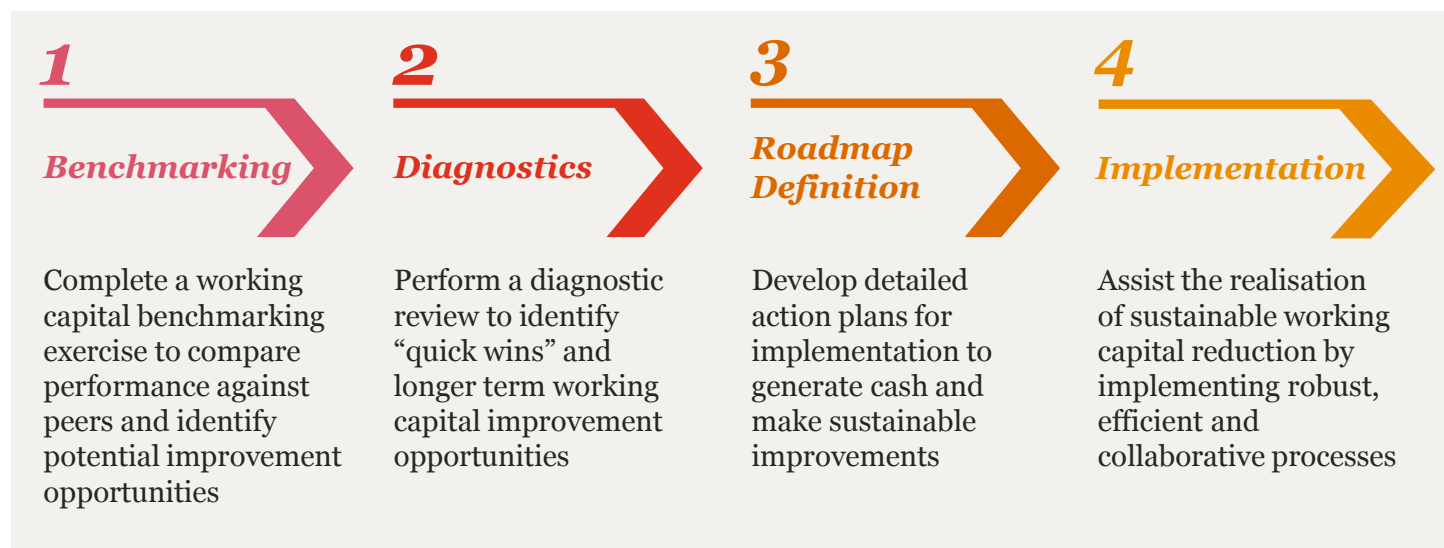 1
Benchmarking
Complete a working
capital benchmarking
exercise to compare
performance against
peers and identify
potential improvement
opportunities
2
Diagnostics
Perform a diagnostic
review to identify
“quick wins” and
longer term working
capital improvement
opportunities
3
Roadmap
Definition
Develop detailed
action plans for
implementation to
generate cash and
make sustainable
improvements
4
Implementation
Assist the realisation
of sustainable working
capital reduction by
implementing robust,
efficient and
collaborative processes